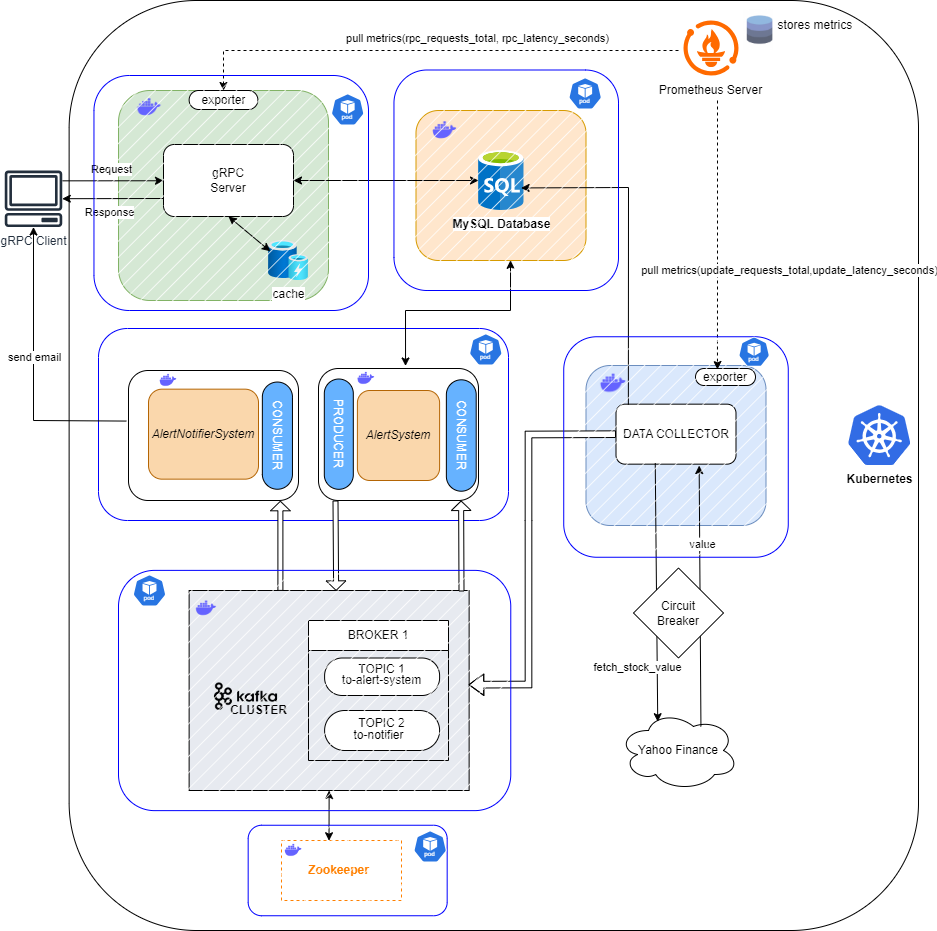 stores metrics
pull metrics(rpc_requests_total, rpc_latency_seconds)
Prometheus Server
exporter
pod
pod
gRPC
Server
Request
Response
gRPC Client
SQL
MySQL Database
cache
pull metrics(update_requests_total,update_latency_seconds)
send email
pod
pod
exporter
AlertNotifierSystem
CONSUMER
PRODUCER
AlertSystem
CONSUMER
DATA COLLECTOR
Kubernetes
value
pod
Circuit
Breaker
BROKER 1
TOPIC 1
to-alert-system
fetch_stock_value
kafka
CLUSTER
TOPIC 2
to-notifier
Yahoo Finance
pod
Zookeeper